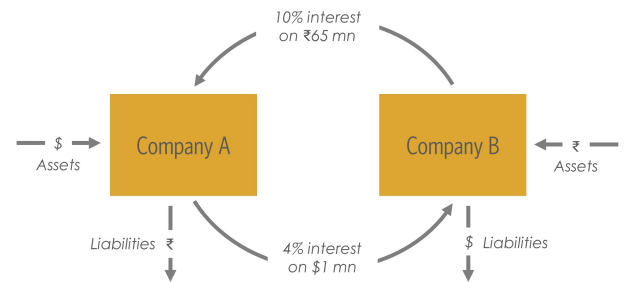 10% interest
on ₹65 mn
$
Assets
Company A
Company B
₹
Assets
Liabilities ₹
4% interest
on $1 mn
$ Liabilities